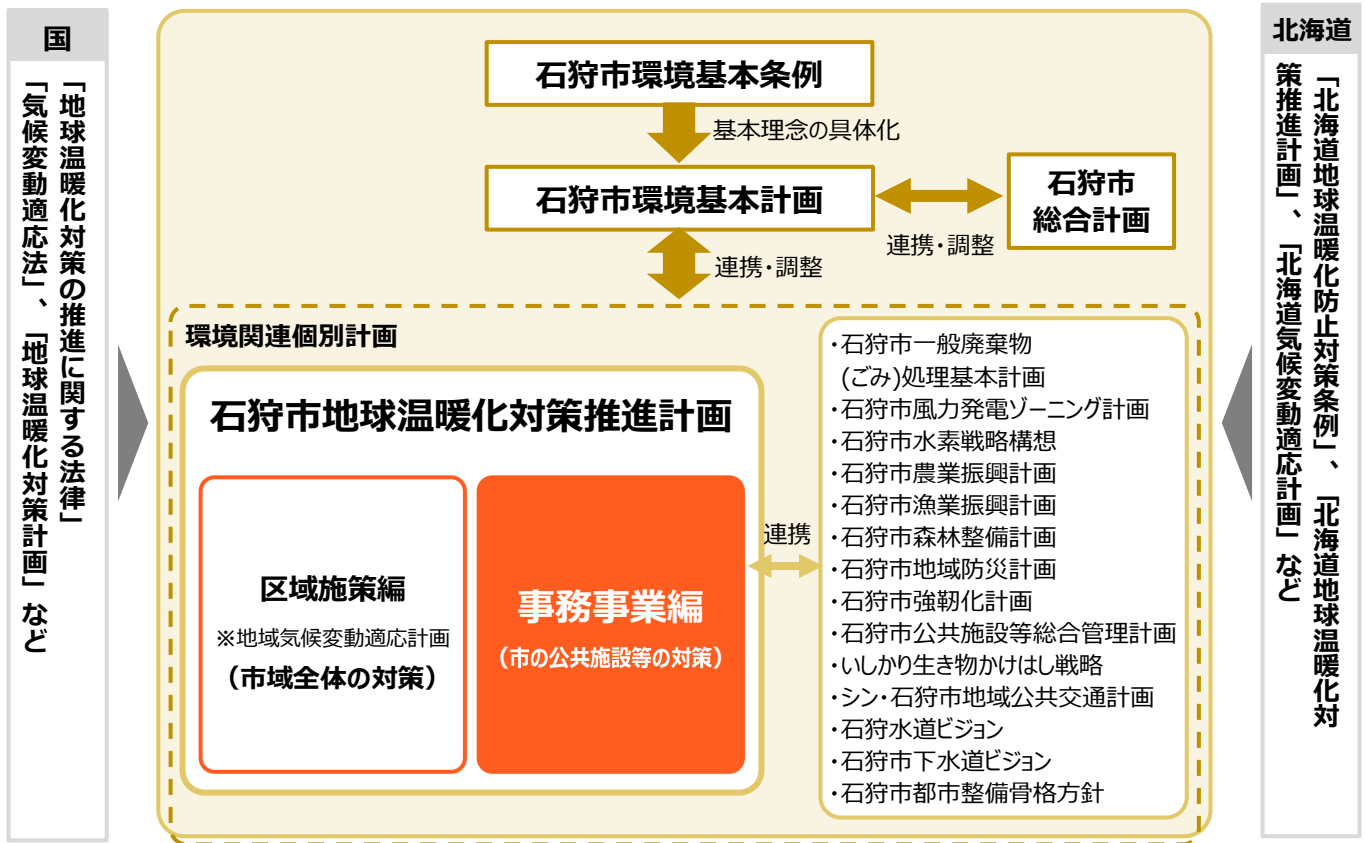 国
「地球温暖化対策の推進に関する法律」
「気候変動適応法」、「地球温暖化対策計画」など
石狩市環境基本条例
基本理念の具体化
石狩市環境基本計画
石狩市
総合計画
連携・調整
連携・調整
環境関連個別計画
石狩市地球温暖化対策推進計画
区域施策編
※地域気候変動適応計画
（市域全体の対策）
事務事業編
（市の公共施設等の対策）
連携
・石狩市一般廃棄物
(ごみ)処理基本計画
・石狩市風力発電ゾーニング計画
・石狩市水素戦略構想
・石狩市農業振興計画
・石狩市漁業振興計画
・石狩市森林整備計画
・石狩市地域防災計画
・石狩市強靭化計画
・石狩市公共施設等総合管理計画
・いしかり生き物かけはし戦略
・シン・石狩市地域公共交通計画
・石狩水道ビジョン
・石狩市下水道ビジョン
・石狩市都市整備骨格方針
北海道
「北海道地球温暖化防止対策条例」、「北海道地球温暖化対
策推進計画」、「北海道気候変動適応計画」など